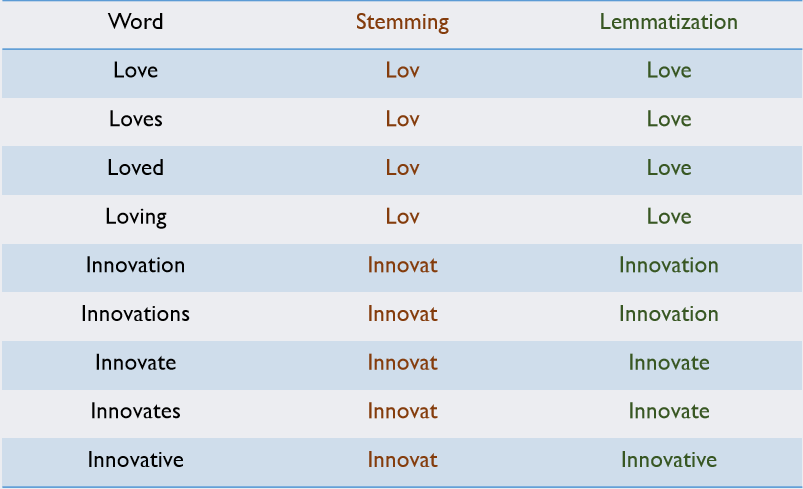 Word Stemming Lemmatization
Love Lov Love
Loves Lov Love
Loved Lov Love
Loving Lov Love
Innovation Innovat Innovation
Innovations Innovat Innovation
Innovate Innovat Innovate
Innovates Innovat Innovate
Innovative Innovat Innovative